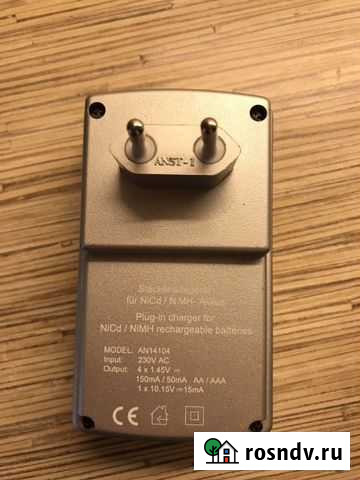 ANST-1
Steckerladegerät
für NiCd / NiMH- Akkus
Plug-in charger for
NiCd / NiMH rechargeable batteries
MODEL: AN14104
Input: 230V AC
Output: 4 x 1.45V ⎓
150mA / 50mA AA / AAA
1 x 10.15V ⎓ 15mA
CE
rosndv.ru